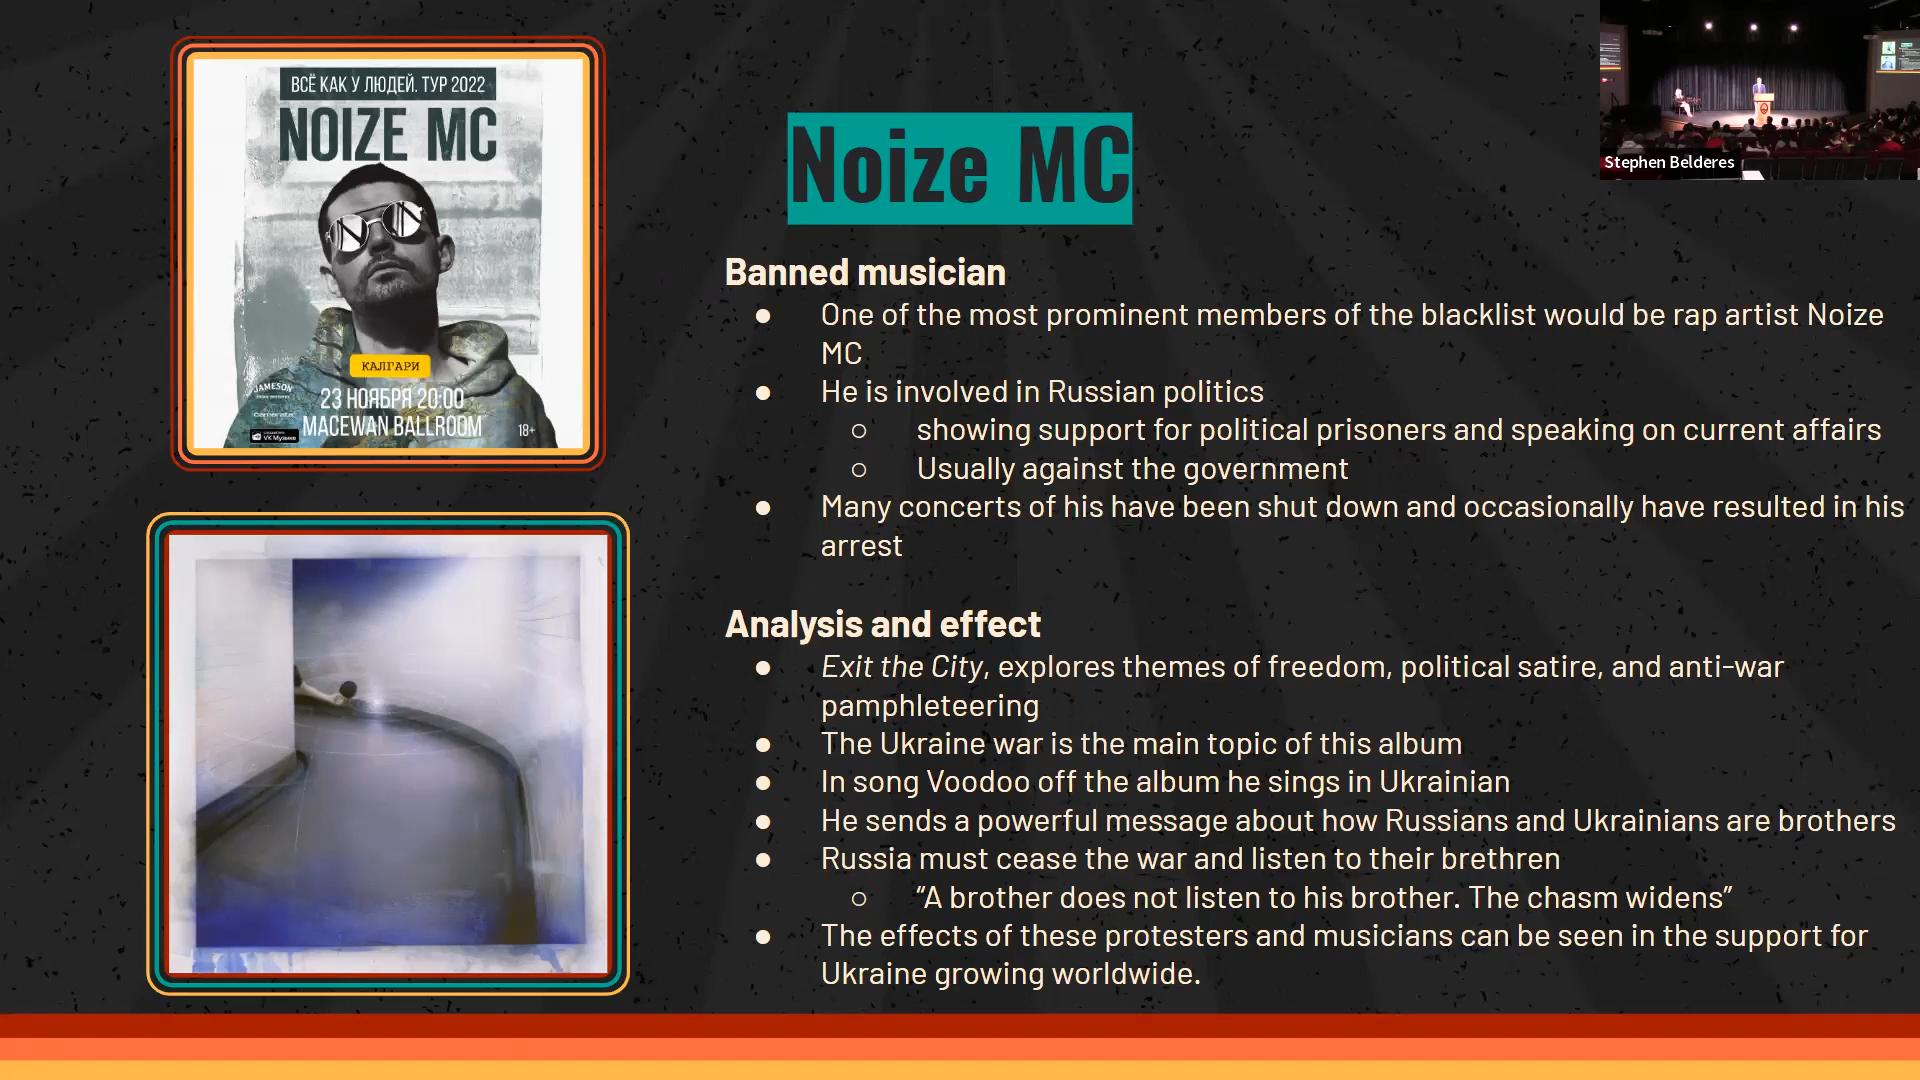 ВСЁ КАК У ЛЮДЕЙ. ТУР 2022
NOIZE MC
КАЛГАРИ
JAMESON
23 НОЯБРЯ 20:00
MACEWAN BALLROOM
VK Музыке
18+
Noize MC
Stephen Belderes
Banned musician
● One of the most prominent members of the blacklist would be rap artist Noize
MC
● He is involved in Russian politics
○ showing support for political prisoners and speaking on current affairs
○ Usually against the government
● Many concerts of his have been shut down and occasionally have resulted in his
arrest
Analysis and effect
● Exit the City, explores themes of freedom, political satire, and anti-war
pamphleteering
● The Ukraine war is the main topic of this album
● In song Voodoo off the album he sings in Ukrainian
● He sends a powerful message about how Russians and Ukrainians are brothers
● Russia must cease the war and listen to their brethren
○ “A brother does not listen to his brother. The chasm widens”
● The effects of these protesters and musicians can be seen in the support for
Ukraine growing worldwide.